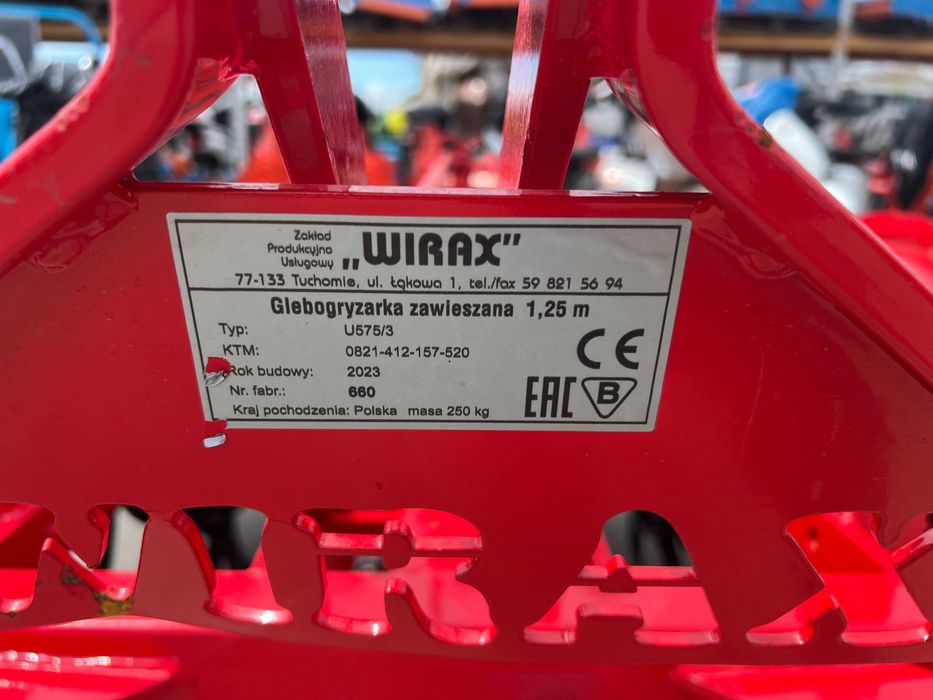 Zakład
Produkcyjno
Usługowy
„WIRAX”
77-133 Tuchomie, ul. Łąkowa 1, tel./fax 59 821 56 94
Glebogryzarka zawieszana 1,25 m
Typ: U575/3
KTM: 0821-412-157-520
Rok budowy: 2023
Nr. fabr.: 660
Kraj pochodzenia: Polska masa 250 kg
CE
EAC B
WIRAX